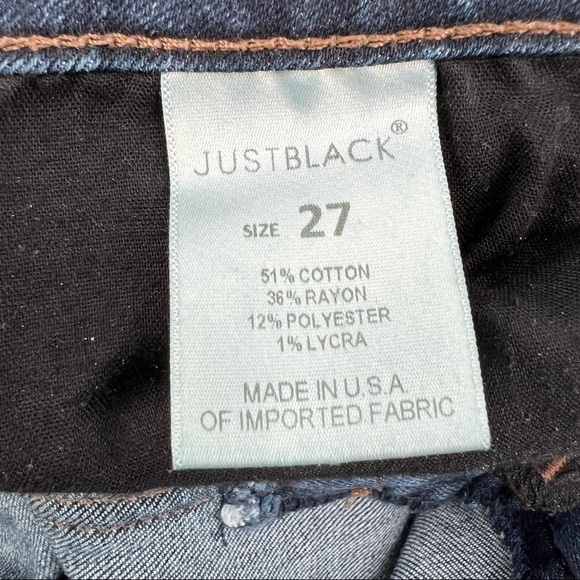 JUSTBLACK®
SIZE 27
51% COTTON
36% RAYON
12% POLYESTER
1% LYCRA
MADE IN U.S.A.
OF IMPORTED FABRIC